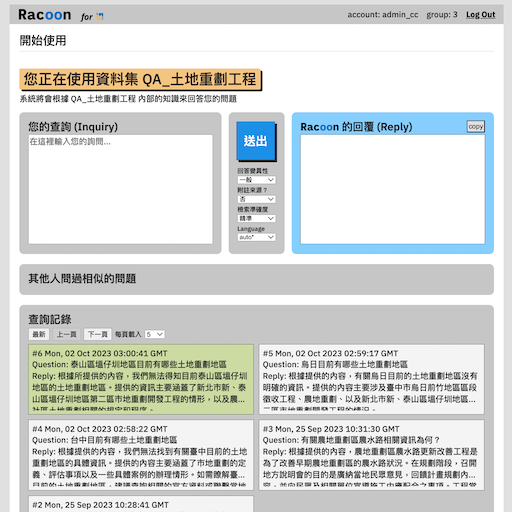 Racoon for
account: admin_cc group: 3 Log Out
開始使用
您正在使用資料集 QA_土地重劃工程
系統將會根據 QA_土地重劃工程 內部的知識來回答您的問題
您的查詢 (Inquiry)
在這裡輸入您的詢問...
送出
回答變異性
一般
附註來源？
否
檢索準確度
精準
Language
auto*
Racoon 的回覆 (Reply)
copy
其他人問過相似的問題
查詢記錄
最新 上一頁 下一頁 每頁載入 5
#6 Mon, 02 Oct 2023 03:00:41 GMT
Question: 泰山區塭仔圳地區目前有哪些土地重劃地區
Reply: 根據所提供的內容，我們無法得知目前泰山區塭仔圳
地區的土地重劃地區。提供的資訊主要涵蓋了新北市新、泰
山區塭仔圳地區第二區市地重劃開發工程的情形，以及農村
社區土地重劃相關的規定和程序。
#5 Mon, 02 Oct 2023 02:59:17 GMT
Question: 烏日目前有哪些土地重劃地區
Reply: 根據提供的內容，有關烏日目前的土地重劃地區沒有
明確的資訊。提供的內容主要涉及臺中市烏日前竹地區區段
徵收工程、農地重劃、以及新北市新、泰山區塭仔圳地區第
二區市地重劃開發工程的情況。
#4 Mon, 02 Oct 2023 02:58:22 GMT
Question: 台中目前有哪些土地重劃地區
Reply: 根據提供的內容，我們無法找到有關臺中目前的土地
重劃地區的具體資訊。提供的內容主要涵蓋了市地重劃的定
義、評估事項以及一些具體案例的辦理情形。如需瞭解臺中
目前的土地重劃地區，建議查詢相關的官方資料或聯繫當地
#3 Mon, 25 Sep 2023 10:31:30 GMT
Question: 有關農地重劃區農水路相關資訊為何？
Reply: 根據提供的內容，農地重劃區農水路更新改善工程是
為了改善早期農地重劃區的農水路狀況。在規劃階段，召開
地方說明會的目的是廣納當地民眾意見，回饋計畫規劃內
容，並向民眾及相關單位宣導施工中應配合之事項。工程當
#2 Mon, 25 Sep 2023 10:28:41 GMT